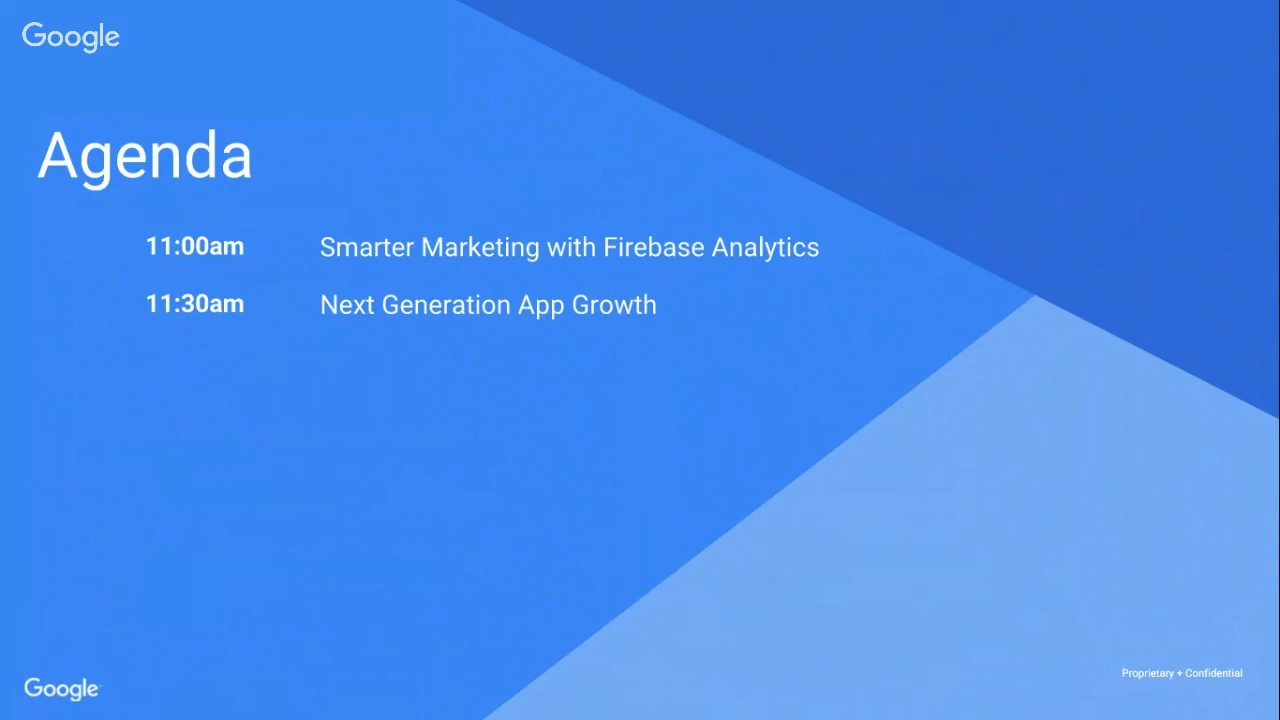 Google
Agenda
11:00am Smarter Marketing with Firebase Analytics
11:30am Next Generation App Growth
Proprietary + Confidential
Google